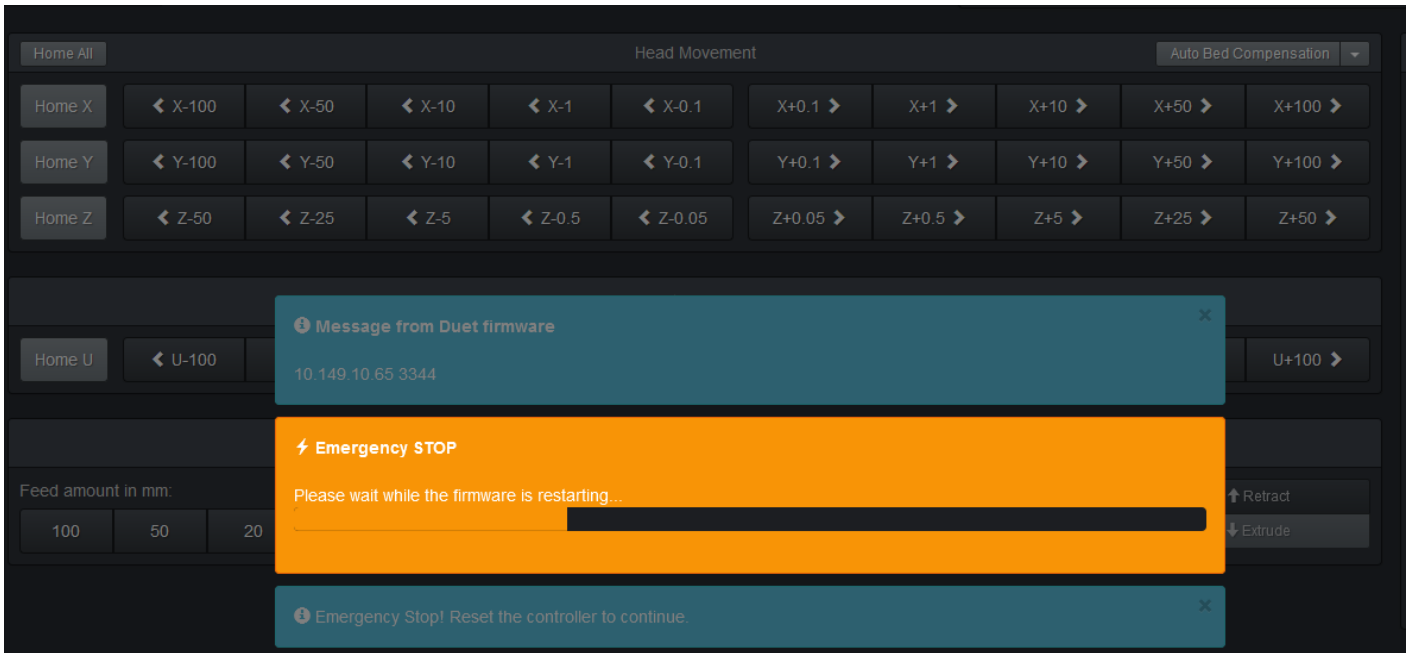 Home All Head Movement Auto Bed Compensation
Home X X-100 X-50 X-10 X-1 X-0.1 X+0.1 X+1 X+10 X+50 X+100
Home Y Y-100 Y-50 Y-10 Y-1 Y-0.1 Y+0.1 Y+1 Y+10 Y+50 Y+100
Home Z Z-50 Z-25 Z-5 Z-0.5 Z-0.05 Z+0.05 Z+0.5 Z+5 Z+25 Z+50
Message from Duet firmware
Home U U-100 U+100
10.149.10.65 3344
Emergency STOP
Feed amount in mm:
Please wait while the firmware is restarting...
Retract
100 50 20
Extrude
Emergency Stop! Reset the controller to continue.